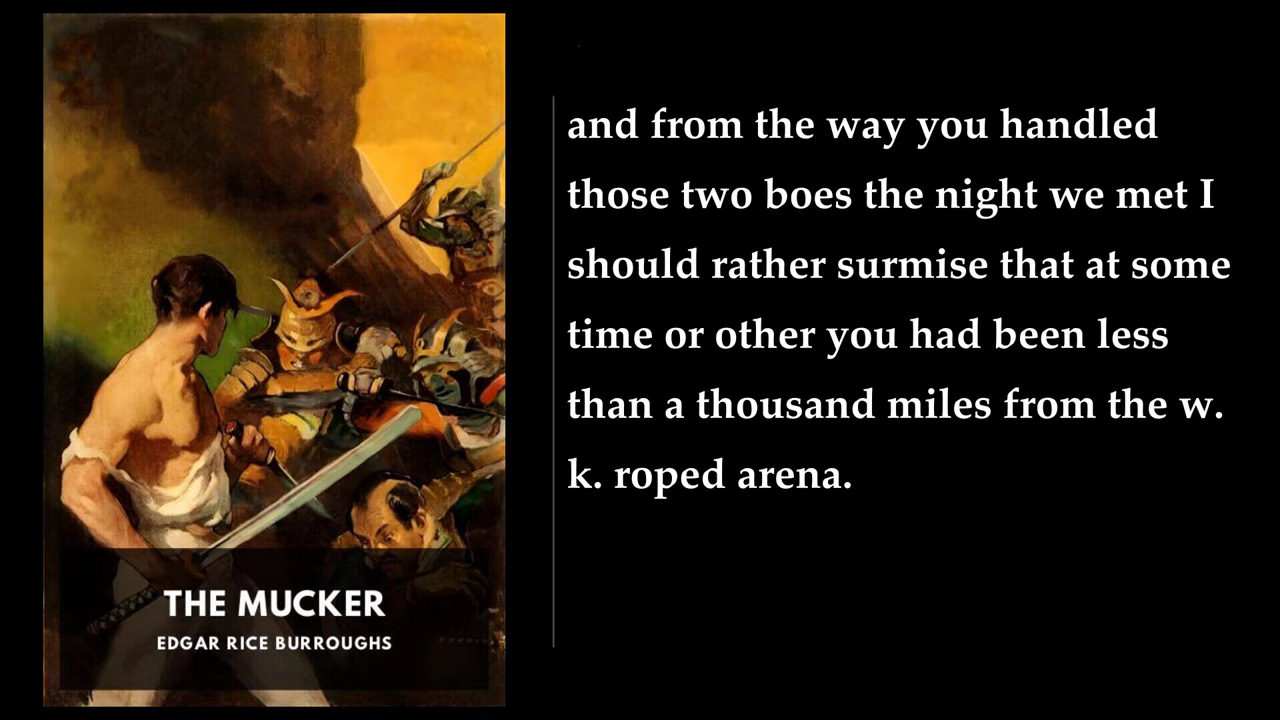 and from the way you handled
those two boes the night we met I
should rather surmise that at some
time or other you had been less
than a thousand miles from the w.
k. roped arena.
THE MUCKER
EDGAR RICE BURROUGHS